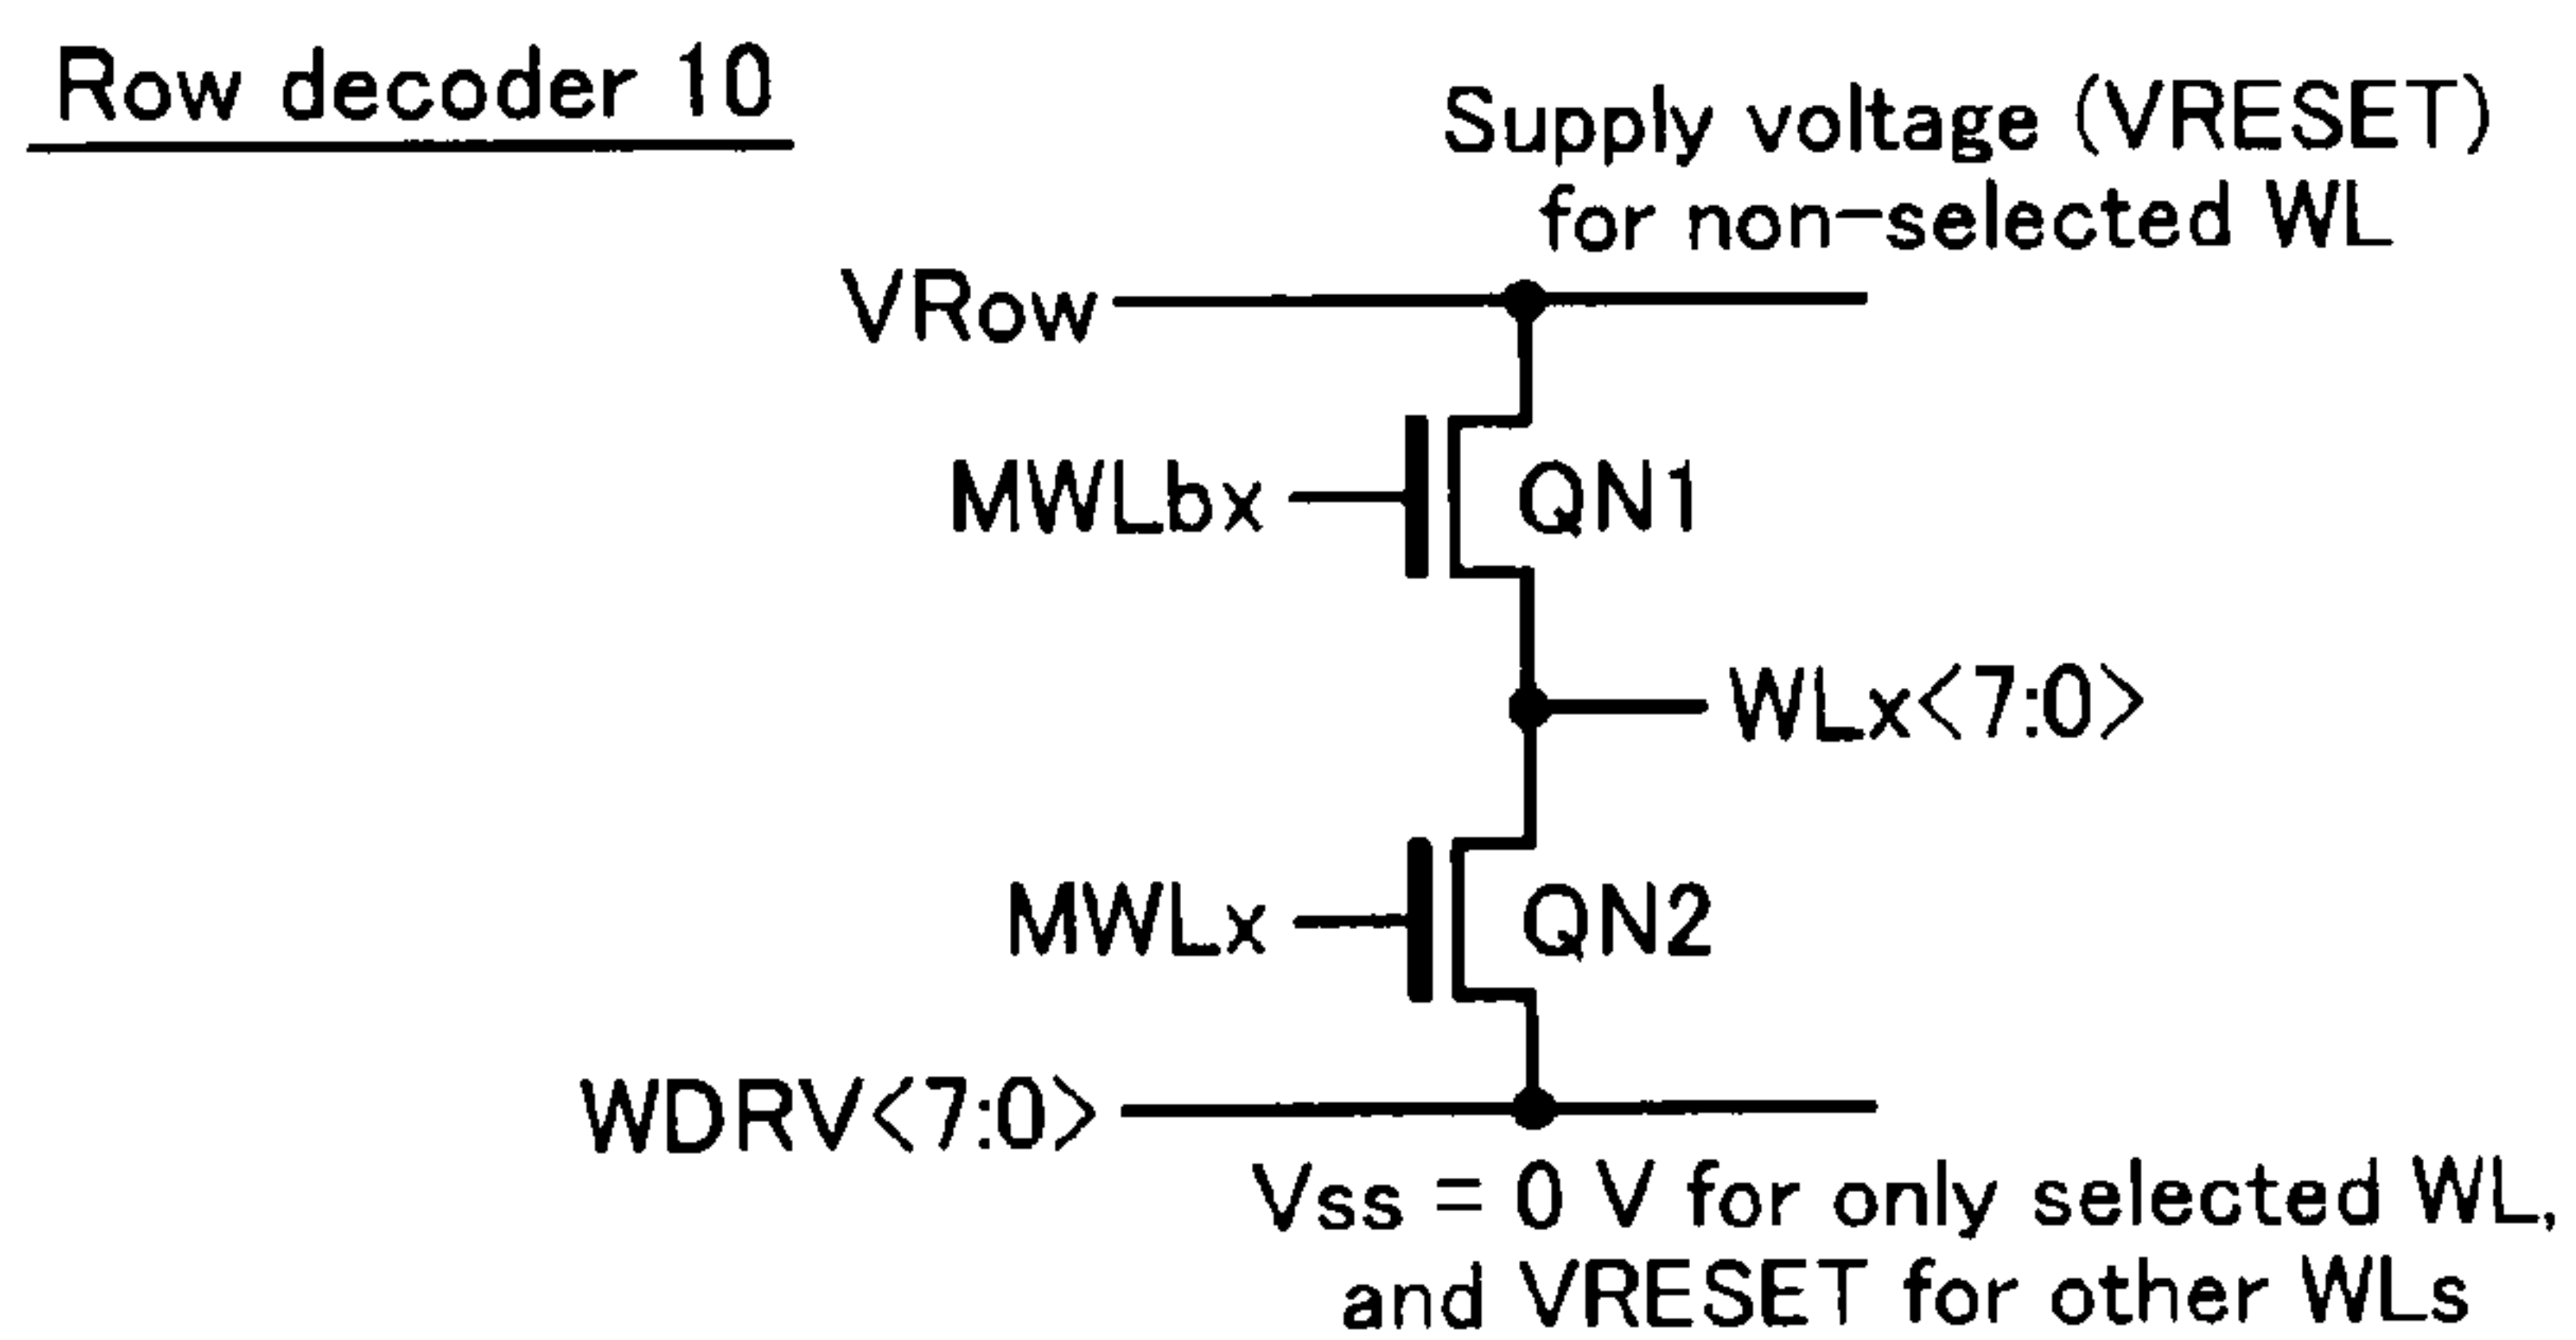 Row decoder 10
Supply voltage (VRESET)
for non-selected WL
VRow
MWLbx
QN1
WLx<7:0>
MWLx
QN2
WDRV<7:0>
Vss = 0 V for only selected WL,
and VRESET for other WLs